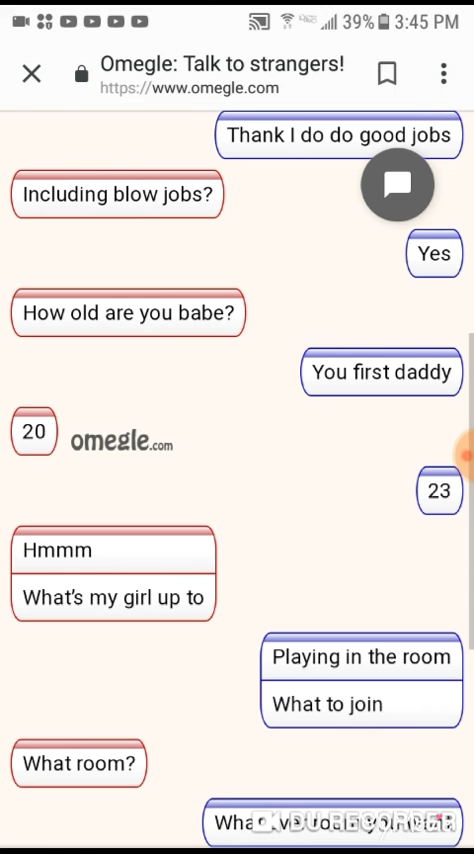 39% 3:45 PM
Omegle: Talk to strangers!
https://www.omegle.com
Thank I do do good jobs
Including blow jobs?
Yes
How old are you babe?
You first daddy
20
omegle.com
23
Hmmm
What's my girl up to
Playing in the room
What to join
What room?
DU RECORDER